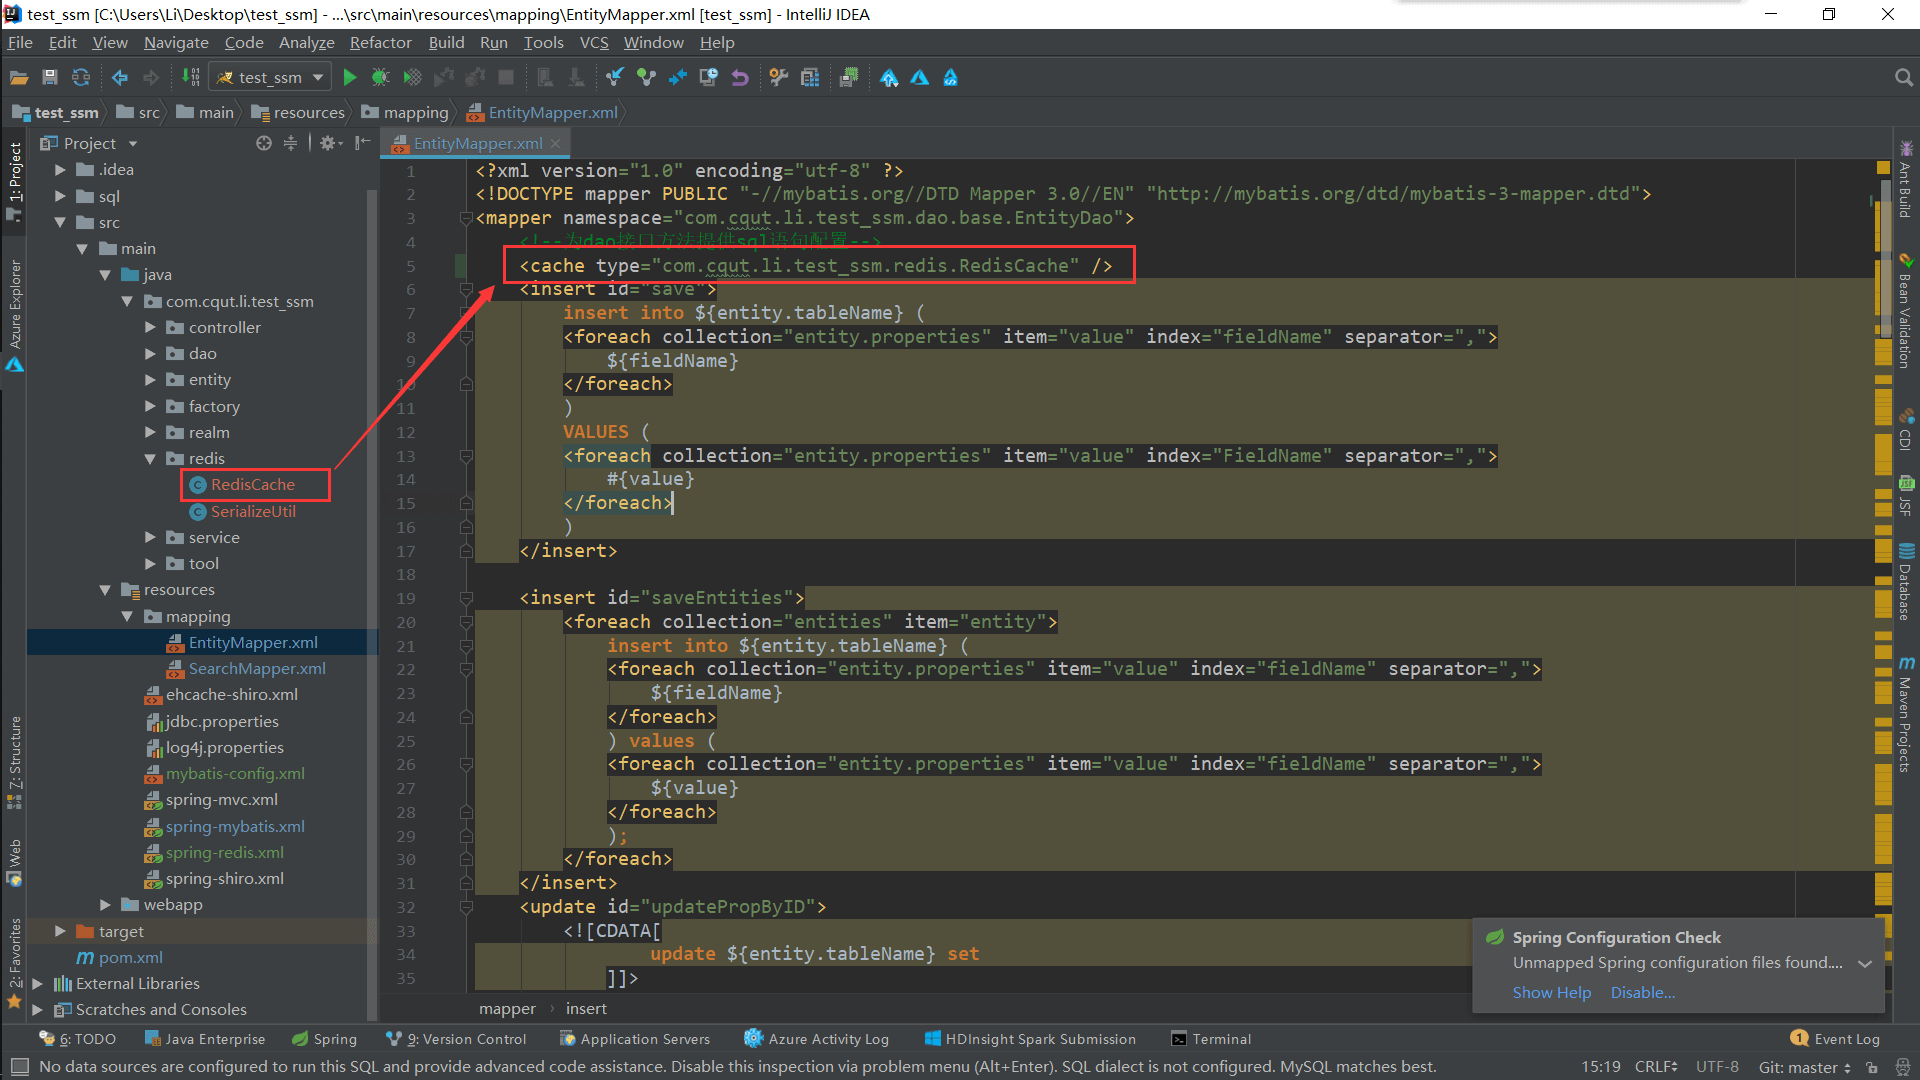 test_ssm [C:\Users\Li\Desktop\test_ssm] - ...\src\main\resources\mapping\EntityMapper.xml [test_ssm] - IntelliJ IDEA
File Edit View Navigate Code Analyze Refactor Build Run Tools VCS Window Help
test_ssm
test_ssm src main resources mapping EntityMapper.xml
Project
EntityMapper.xml
1: Project
Azure Explorer
7: Structure
Web
2: Favorites
.idea
sql
src
main
java
com.cqut.li.test_ssm
controller
dao
entity
factory
realm
redis
RedisCache
SerializeUtil
service
tool
resources
mapping
EntityMapper.xml
SearchMapper.xml
ehcache-shiro.xml
jdbc.properties
log4j.properties
mybatis-config.xml
spring-mvc.xml
spring-mybatis.xml
spring-redis.xml
spring-shiro.xml
webapp
target
pom.xml
External Libraries
Scratches and Consoles
1 <?xml version="1.0" encoding="utf-8" ?>
2 <!DOCTYPE mapper PUBLIC "-//mybatis.org//DTD Mapper 3.0//EN" "http://mybatis.org/dtd/mybatis-3-mapper.dtd">
3 <mapper namespace="com.cqut.li.test_ssm.dao.base.EntityDao">
4 <!--为dao接口方法提供sql语句配置-->
5 <cache type="com.cqut.li.test_ssm.redis.RedisCache" />
6 <insert id="save">
7 insert into ${entity.tableName} (
8 <foreach collection="entity.properties" item="value" index="fieldName" separator=",">
9 ${fieldName}
10 </foreach>
11 )
12 VALUES (
13 <foreach collection="entity.properties" item="value" index="FieldName" separator=",">
14 #{value}
15 </foreach>
16 )
17 </insert>
18
19 <insert id="saveEntities">
20 <foreach collection="entities" item="entity">
21 insert into ${entity.tableName} (
22 <foreach collection="entity.properties" item="value" index="fieldName" separator=",">
23 ${fieldName}
24 </foreach>
25 ) values (
26 <foreach collection="entity.properties" item="value" index="fieldName" separator=",">
27 ${value}
28 </foreach>
29 );
30 </foreach>
31 </insert>
32 <update id="updatePropByID">
33 <![CDATA[
34 update ${entity.tableName} set
35 ]]>
mapper › insert
Ant Build
Bean Validation
CDI
JSF
Database
Maven Projects
Spring Configuration Check
Unmapped Spring configuration files found....
Show Help Disable...
6: TODO Java Enterprise Spring 9: Version Control Application Servers Azure Activity Log HDInsight Spark Submission Terminal 1 Event Log
No data sources are configured to run this SQL and provide advanced code assistance. Disable this inspection via problem menu (Alt+Enter). SQL dialect is not configured. MySQL matches best. 15:19 CRLF UTF-8 Git: master